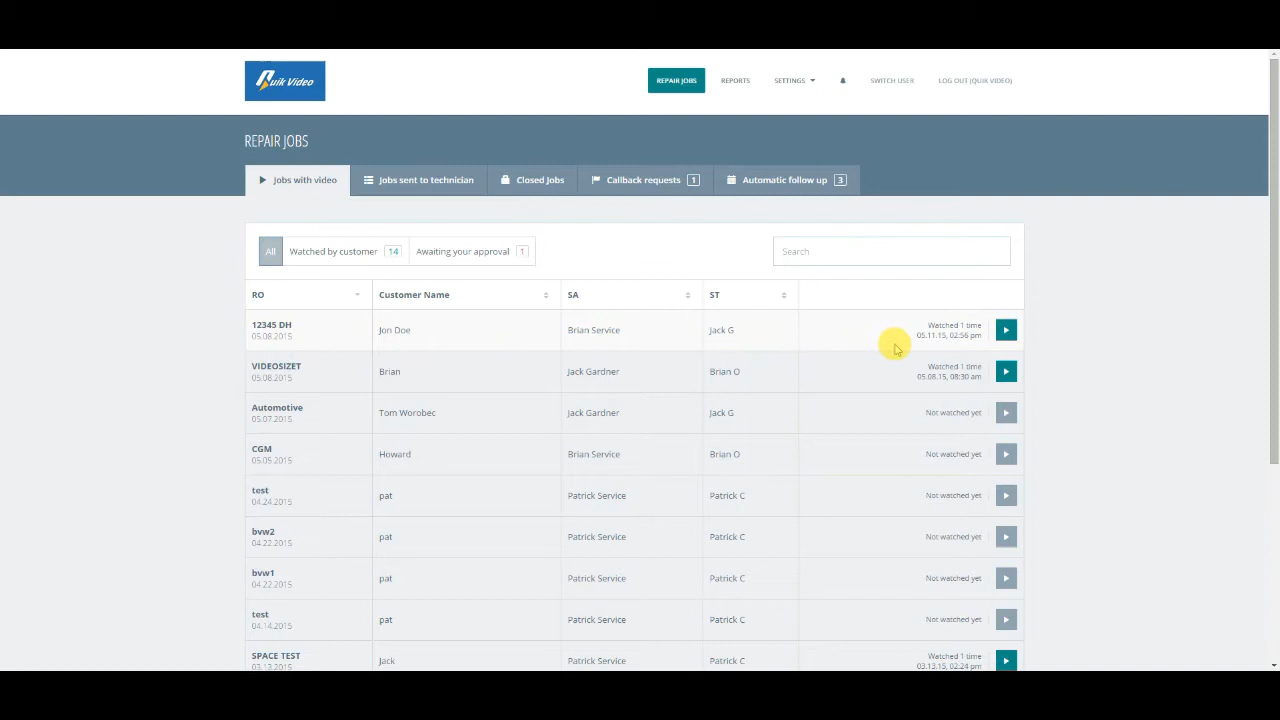 Quik Video
REPAIR JOBS
REPORTS
SETTINGS
SWITCH USER
LOG OUT (QUIK VIDEO)
REPAIR JOBS
Jobs with video
Jobs sent to technician
Closed Jobs
Callback requests 1
Automatic follow up 3
All
Watched by customer 14
Awaiting your approval 1
Search
RO
Customer Name
SA
ST
12345 DH
05.08.2015
Jon Doe
Brian Service
Jack G
Watched 1 time
05.11.15, 02:56 pm
VIDEOSIZET
05.08.2015
Brian
Jack Gardner
Brian O
Watched 1 time
05.08.15, 08:30 am
Automotive
05.07.2015
Tom Worobec
Jack Gardner
Jack G
Not watched yet
CGM
05.05.2015
Howard
Brian Service
Brian O
Not watched yet
test
04.24.2015
pat
Patrick Service
Patrick C
Not watched yet
bvw2
04.22.2015
pat
Patrick Service
Patrick C
Not watched yet
bvw1
04.22.2015
pat
Patrick Service
Patrick C
Not watched yet
test
04.14.2015
pat
Patrick Service
Patrick C
Not watched yet
SPACE TEST
03.13.2015
Jack
Patrick Service
Patrick C
Watched 1 time
03.13.15, 02:24 pm